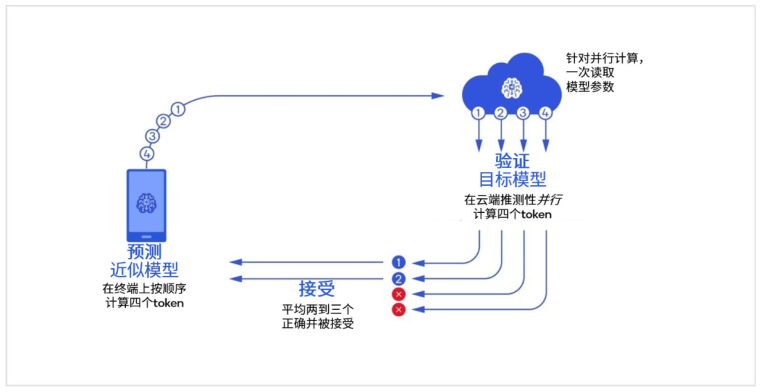 针对并行计算，
一次读取
模型参数
1
2
3
4
1 2 3 4
验证
目标模型
在云端推测性并行
计算四个token
预测
近似模型
在终端上按顺序
计算四个token
1
2
接受
平均两到三个
正确并被接受